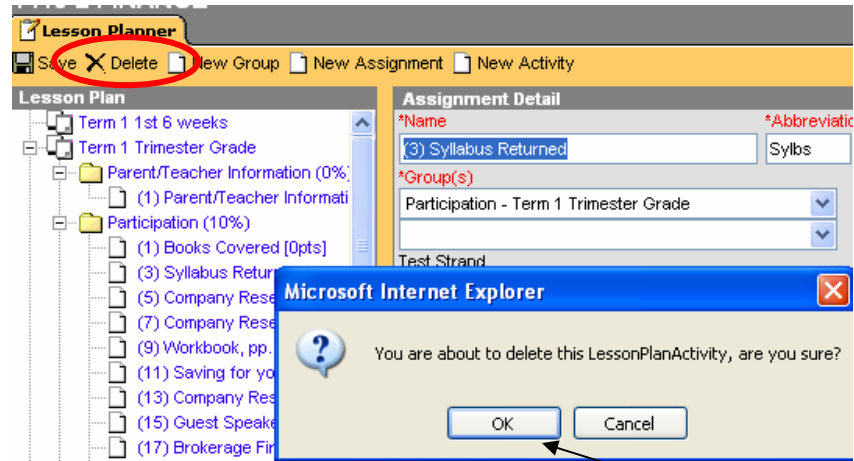 Lesson Planner
Save Delete New Group New Assignment New Activity
Lesson Plan
Term 1 1st 6 weeks
Term 1 Trimester Grade
Parent/Teacher Information (0%)
(1) Parent/Teacher Informati
Participation (10%)
(1) Books Covered [0pts]
(3) Syllabus Retur
(5) Company Rese
(7) Company Rese
(9) Workbook, pp.
(11) Saving for yo
(13) Company Res
(15) Guest Speake
(17) Brokerage Fir
Assignment Detail
*Name *Abbreviatio
(3) Syllabus Returned Sylbs
*Group(s)
Participation - Term 1 Trimester Grade
Test Strand
Microsoft Internet Explorer
You are about to delete this LessonPlanActivity, are you sure?
OK Cancel